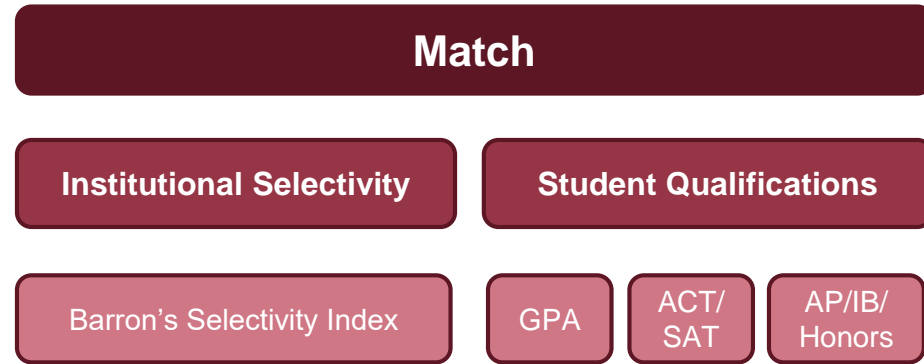 Match
Institutional Selectivity
Student Qualifications
Barron’s Selectivity Index
GPA
ACT/
SAT
AP/IB/
Honors